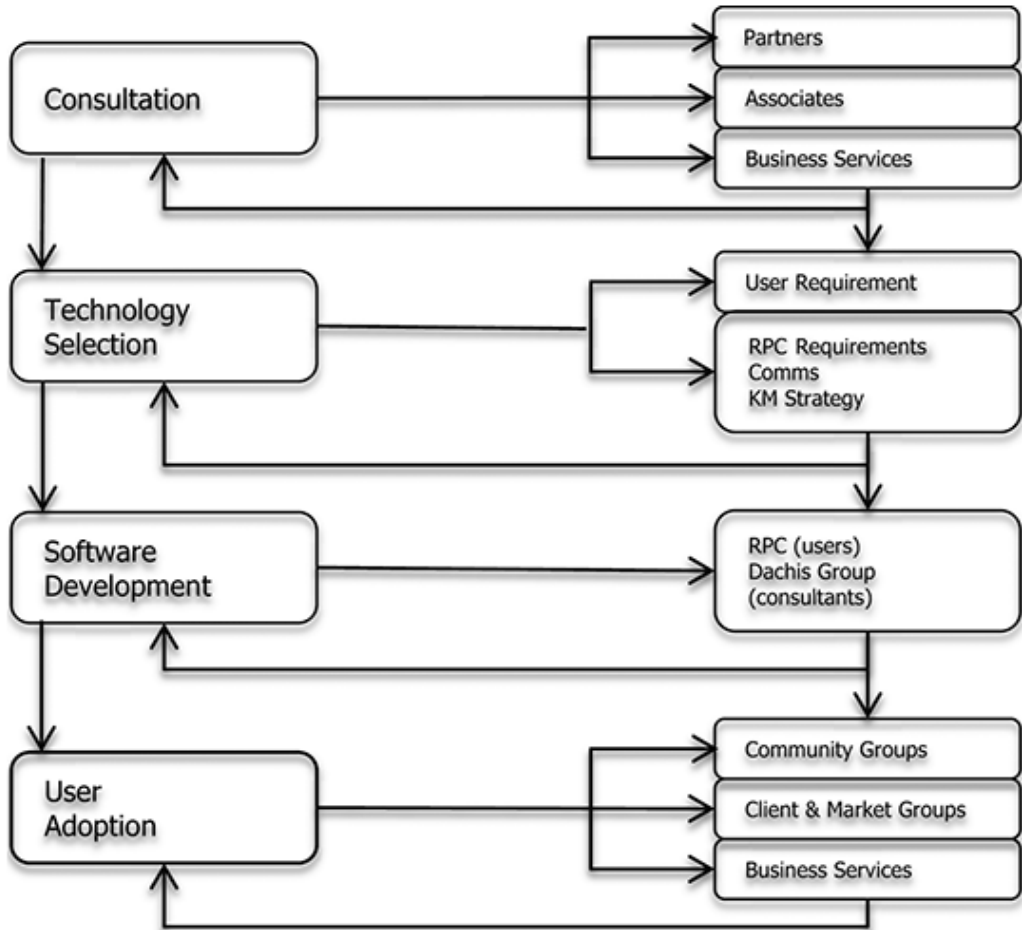 Consultation
Partners
Associates
Business Services
Technology
Selection
User Requirement
RPC Requirements
Comms
KM Strategy
Software
Development
RPC (users)
Dachis Group
(consultants)
User
Adoption
Community Groups
Client & Market Groups
Business Services